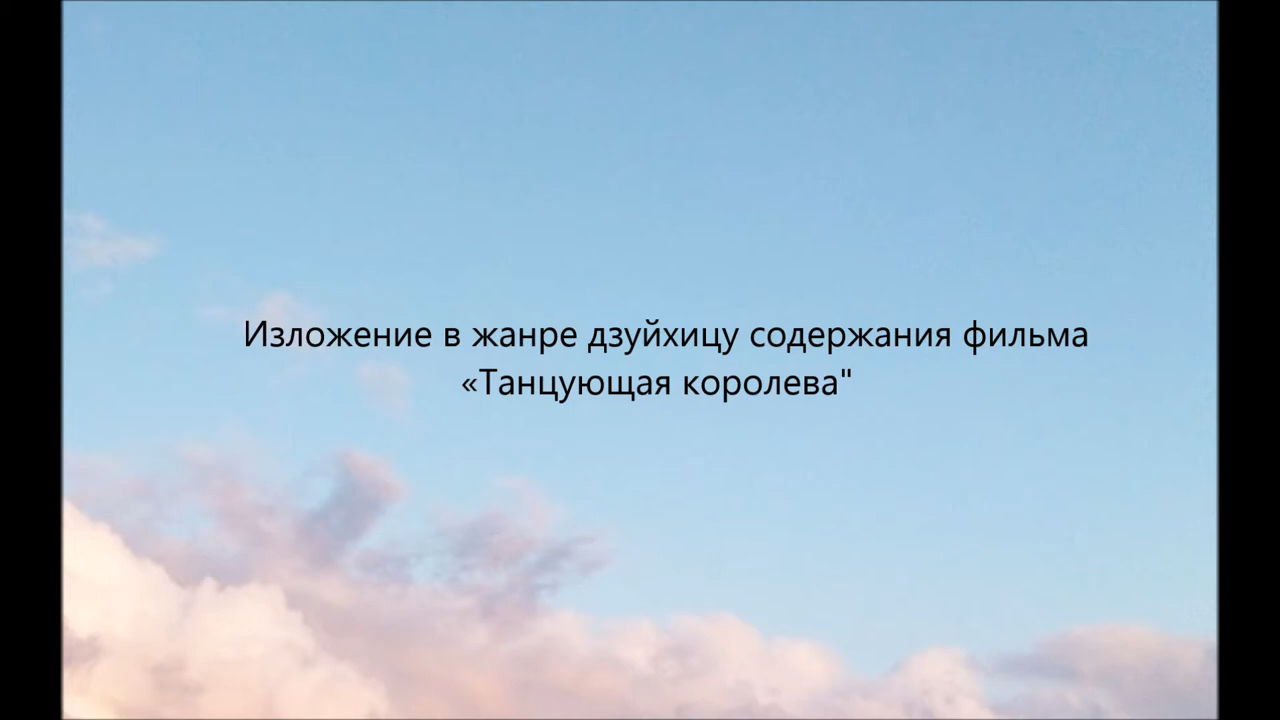 Изложение в жанре дзуйхицу содержания фильма
«Танцующая королева"